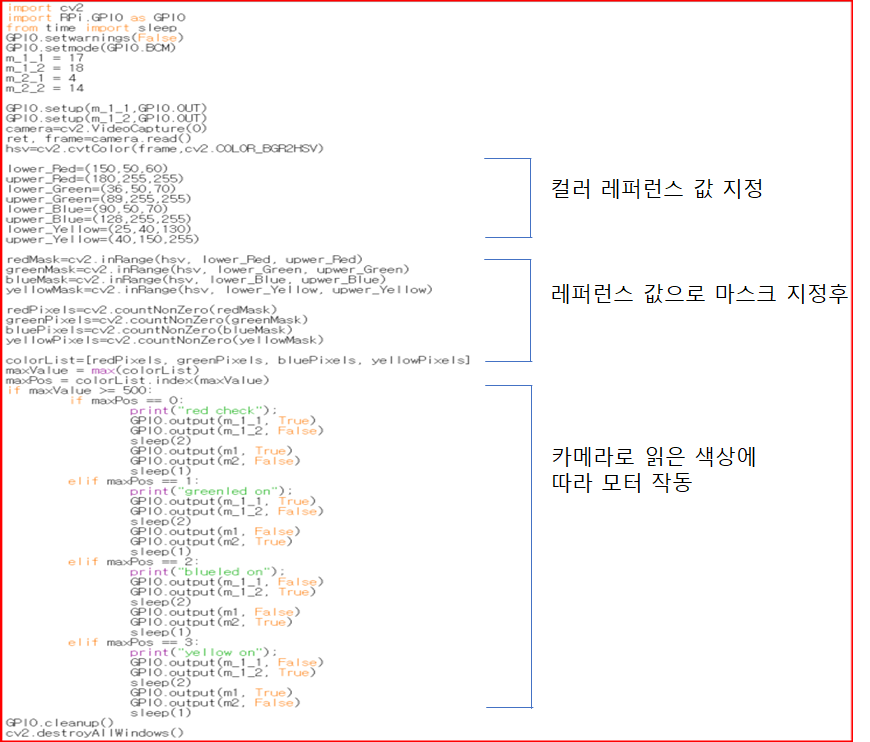 import cv2
import RPi.GPIO as GPIO
from time import sleep
GPIO.setwarnings(False)
GPIO.setmode(GPIO.BCM)
m_1_1 = 17
m_1_2 = 18
m_2_1 = 4
m_2_2 = 14
GPIO.setup(m_1_1,GPIO.OUT)
GPIO.setup(m_1_2,GPIO.OUT)
camera=cv2.VideoCapture(0)
ret, frame=camera.read()
hsv=cv2.cvtColor(frame,cv2.COLOR_BGR2HSV)
lower_Red=(150,50,60)
upwer_Red=(180,255,255)
lower_Green=(36,50,70)
upwer_Green=(89,255,255)
lower_Blue=(90,50,70)
upwer_Blue=(128,255,255)
lower_Yellow=(25,40,130)
upwer_Yellow=(40,150,255)
컬러 레퍼런스 값 지정
redMask=cv2.inRange(hsv, lower_Red, upwer_Red)
greenMask=cv2.inRange(hsv, lower_Green, upwer_Green)
blueMask=cv2.inRange(hsv, lower_Blue, upwer_Blue)
yellowMask=cv2.inRange(hsv, lower_Yellow, upwer_Yellow)
redPixels=cv2.countNonZero(redMask)
greenPixels=cv2.countNonZero(greenMask)
bluePixels=cv2.countNonZero(blueMask)
yellowPixels=cv2.countNonZero(yellowMask)
레퍼런스 값으로 마스크 지정후
colorList=[redPixels, greenPixels, bluePixels, yellowPixels]
maxValue = max(colorList)
maxPos = colorList.index(maxValue)
if maxValue >= 500:
if maxPos == 0:
print("red check");
GPIO.output(m_1_1, True)
GPIO.output(m_1_2, False)
sleep(2)
GPIO.output(m1, True)
GPIO.output(m2, False)
sleep(1)
elif maxPos == 1:
print("greenled on");
GPIO.output(m_1_1, True)
GPIO.output(m_1_2, False)
sleep(2)
GPIO.output(m1, False)
GPIO.output(m2, True)
sleep(1)
elif maxPos == 2:
print("blueled on");
GPIO.output(m_1_1, False)
GPIO.output(m_1_2, True)
sleep(2)
GPIO.output(m1, False)
GPIO.output(m2, True)
sleep(1)
elif maxPos == 3:
print("yellow on");
GPIO.output(m_1_1, False)
GPIO.output(m_1_2, True)
sleep(2)
GPIO.output(m1, True)
GPIO.output(m2, False)
sleep(1)
카메라로 읽은 색상에
따라 모터 작동
GPIO.cleanup()
cv2.destroyAllWindows()